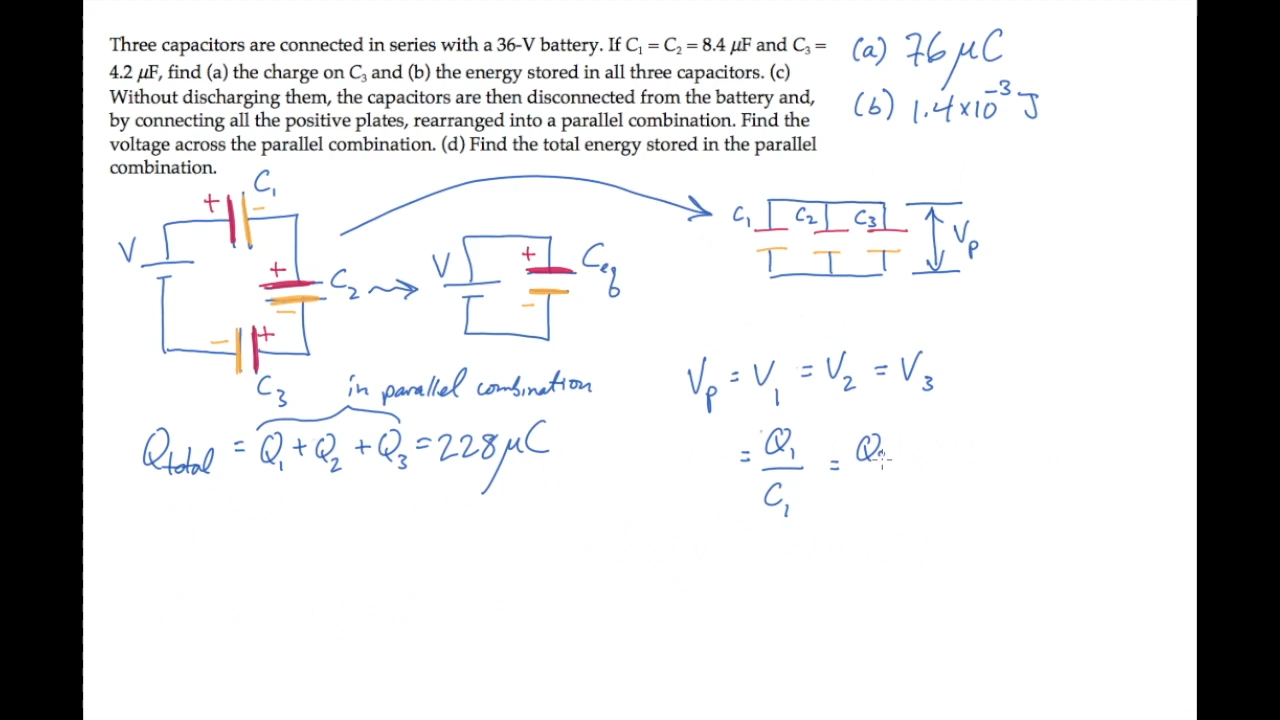 Three capacitors are connected in series with a 36-V battery. If C₁ = C₂ = 8.4 μF and C₃ =
4.2 μF, find (a) the charge on C₃ and (b) the energy stored in all three capacitors. (c)
Without discharging them, the capacitors are then disconnected from the battery and,
by connecting all the positive plates, rearranged into a parallel combination. Find the
voltage across the parallel combination. (d) Find the total energy stored in the parallel
combination.
(a) 76 μC
(b) 1.4×10⁻³ J
C₁
+ −
V
+
C₂
−
− +
C₃
V
+
Ceq
−
C₁ C₂ C₃
Vp
in parallel combination
Qtotal = Q₁ + Q₂ + Q₃ = 228 μC
Vp = V₁ = V₂ = V₃
= Q₁/C₁ = Q